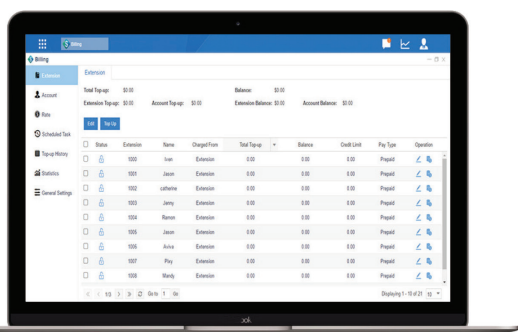 Billing
Billing
Extension
Account
Rate
Scheduled Task
Top-up History
Statistics
General Settings
Extension
Total Top-up: $0.00 Balance: $0.00
Extension Top-up: $0.00 Account Top-up: $0.00 Extension Balance: $0.00 Account Balance: $0.00
Edit Top Up
Status Extension Name Charged From Total Top-up Balance Credit Limit Pay Type Operation
1000 Ivan Extension 0.00 0.00 0.00 Prepaid
1001 Jason Extension 0.00 0.00 0.00 Prepaid
1002 catherine Extension 0.00 0.00 0.00 Prepaid
1003 Janny Extension 0.00 0.00 0.00 Prepaid
1004 Ramon Extension 0.00 0.00 0.00 Prepaid
1005 Jason Extension 0.00 0.00 0.00 Prepaid
1006 Aviva Extension 0.00 0.00 0.00 Prepaid
1007 Extension 0.00 0.00 0.00 Prepaid
1008 Mandy Extension 0.00 0.00 0.00 Prepaid
1/3 Go to 1 Go Displaying 1 - 10 of 21 10